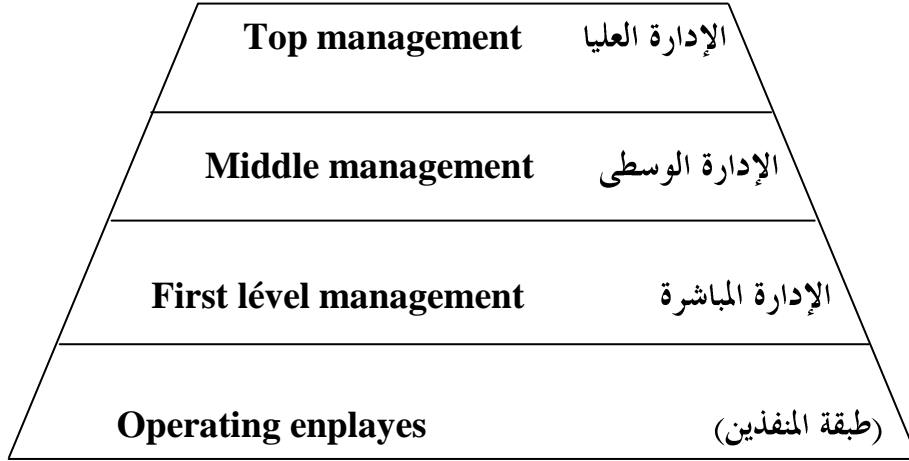 Top management الإدارة العليا
Middle management الإدارة الوسطى
First lével management الإدارة المباشرة
Operating enplayes (طبقة المنفذين)